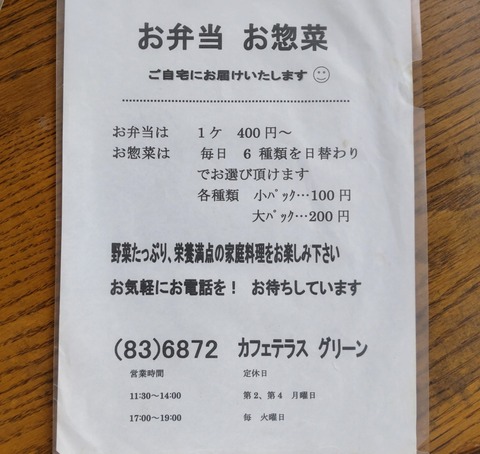 お弁当 お惣菜
ご自宅にお届けいたします☺
お弁当は 1ケ 400円～
お惣菜は 毎日 6 種類を日替わり
でお選び頂けます
各種類 小ﾊﾟｯｸ…100円
大ﾊﾟｯｸ…200円
野菜たっぷり、栄養満点の家庭料理をお楽しみ下さい
お気軽にお電話を！ お待ちしています
(83)6872 カフェテラス グリーン
営業時間 定休日
11:30～14:00 第2、第4 月曜日
17:00～19:00 毎 火曜日